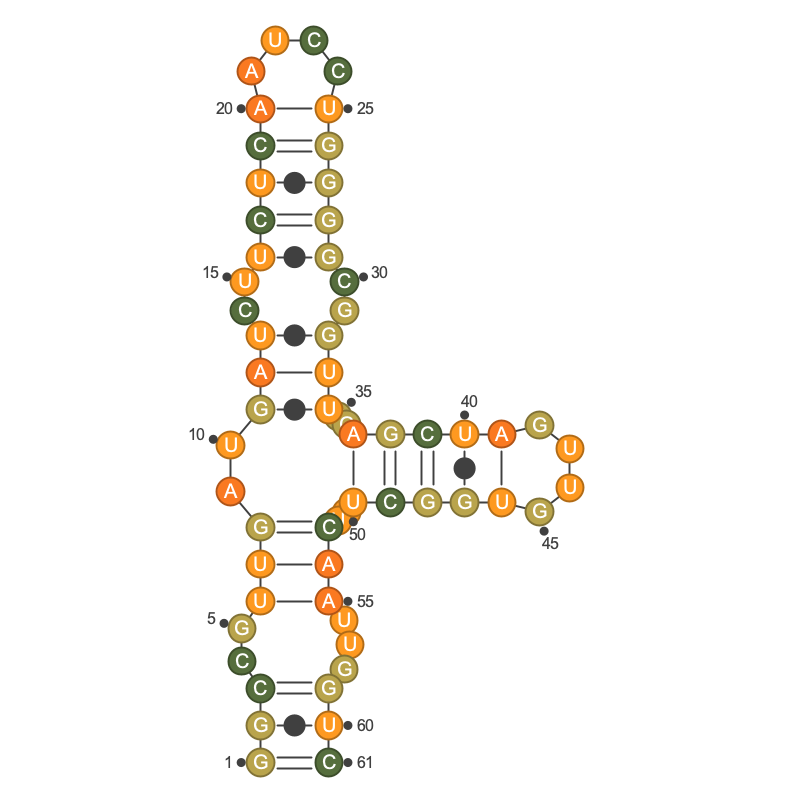 U C
A C
20 A U 25
C G
U G
C G
U G
15 U C 30
C G
U G
A U
35
G U 40
10 U A G C U A G
U
A U
U C G G U G
G C 50 45
U A
U A 55
5 G U
C U
G
C G
G U 60
1 G C 61